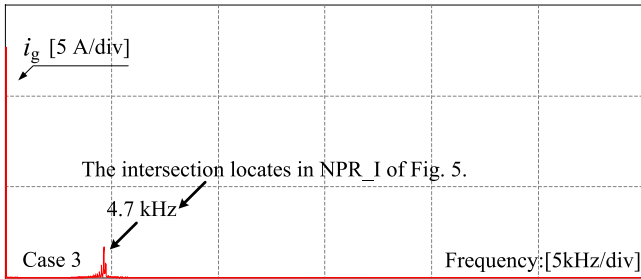 i_g [5 A/div]
The intersection locates in NPR_I of Fig. 5.
4.7 kHz
Case 3 Frequency:[5kHz/div]